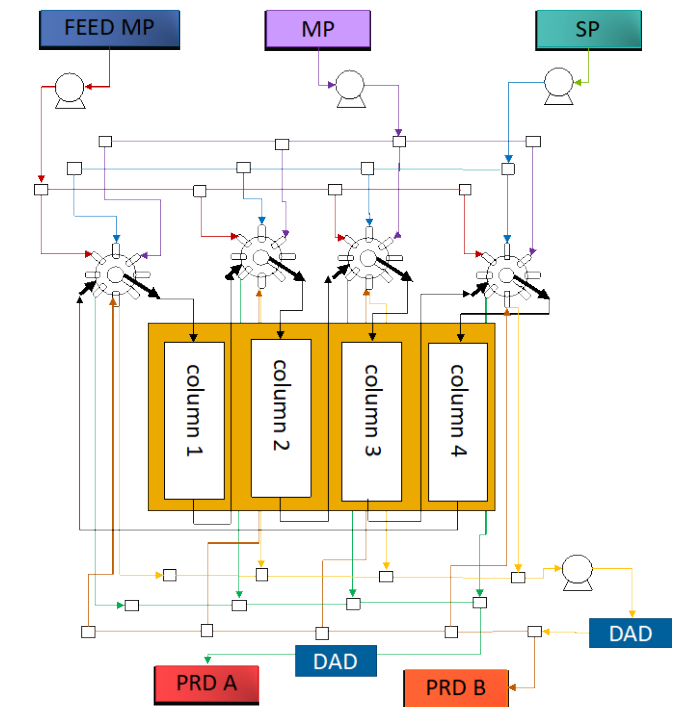 FEED MP
MP
SP
column 1
column 2
column 3
column 4
DAD
DAD
PRD A
PRD B